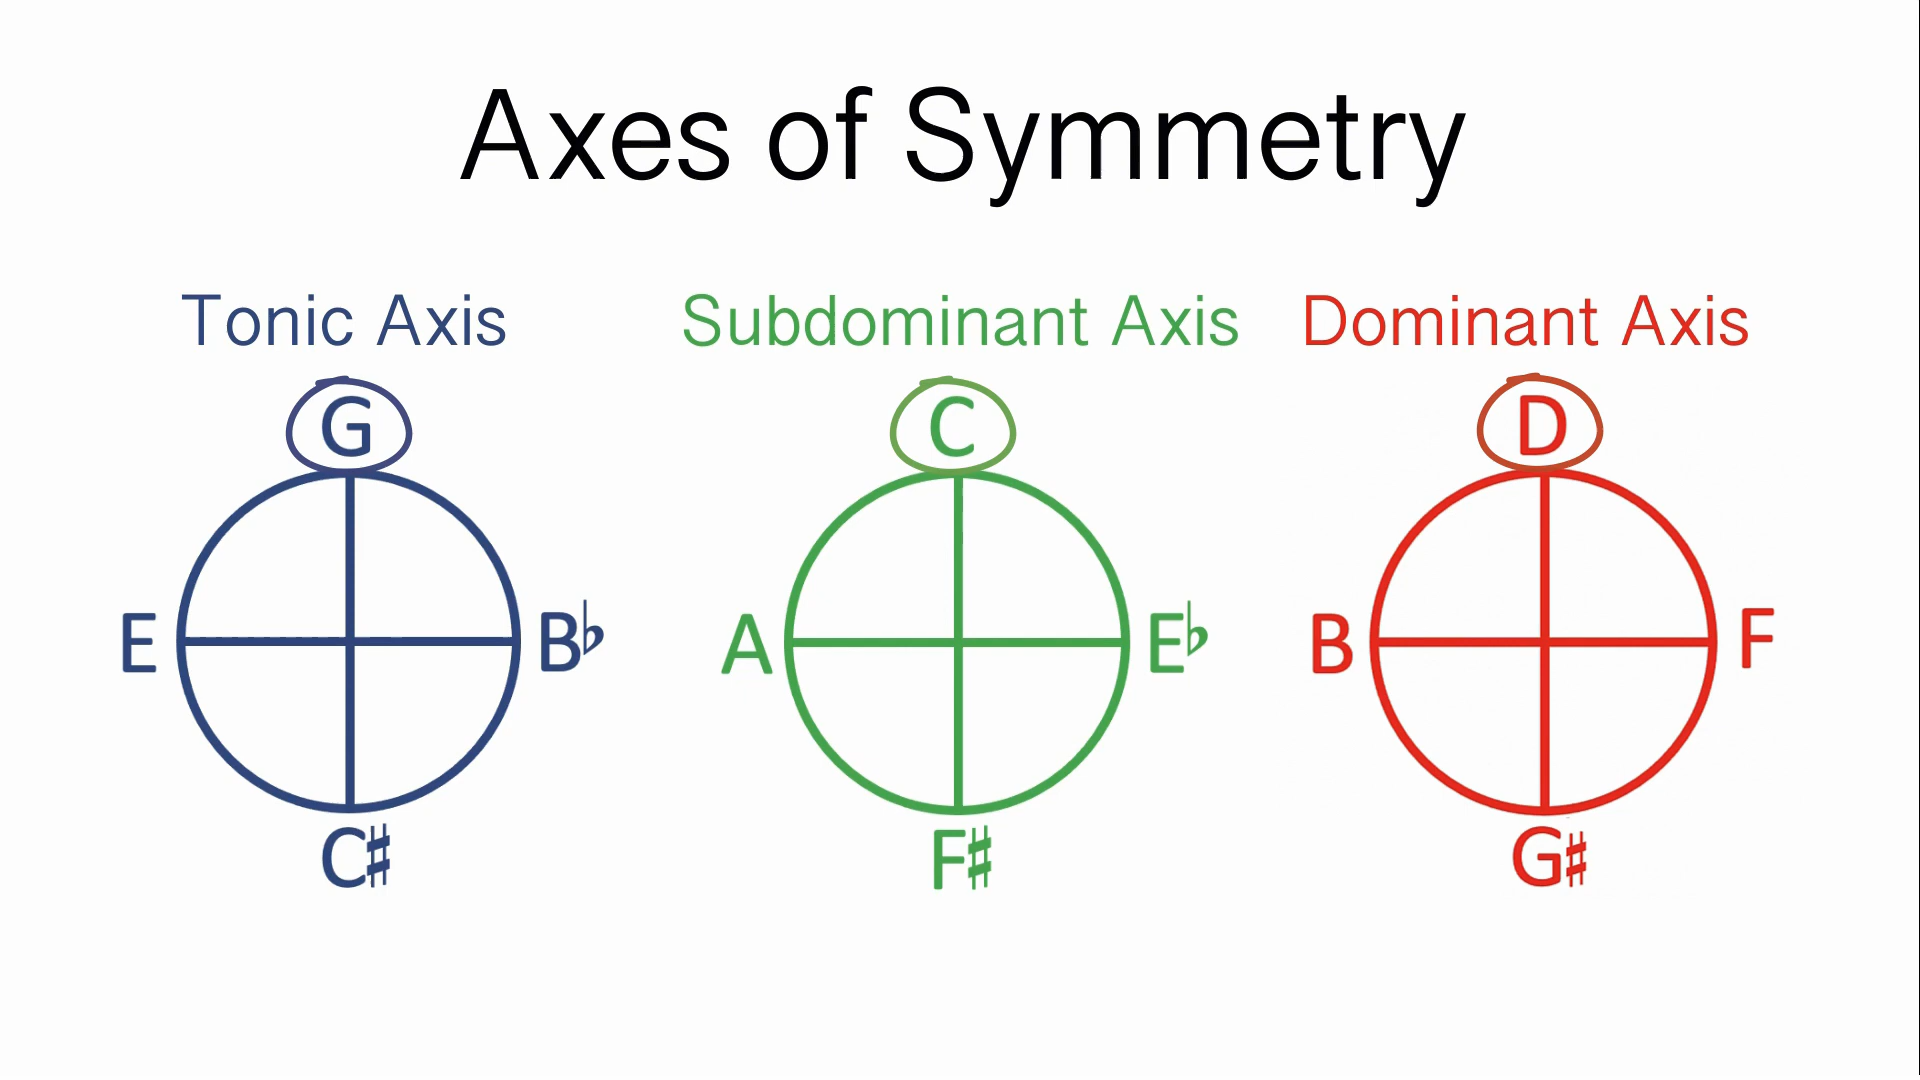 Axes of Symmetry
Tonic Axis
Subdominant Axis
Dominant Axis
G
C
D
E
B♭
A
E♭
B
F
C♯
F♯
G♯